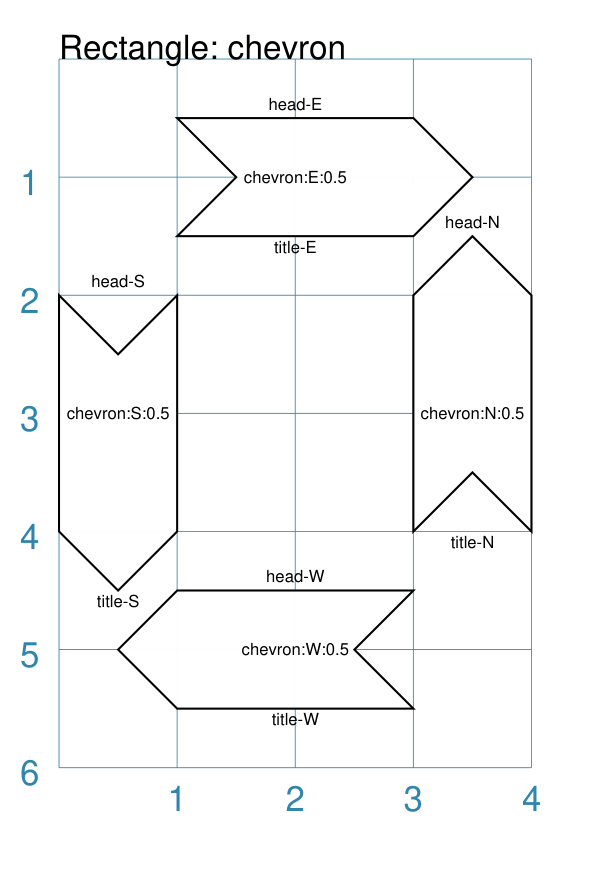 Rectangle: chevron
head-E
1
chevron:E:0.5
head-N
title-E
head-S
2
3
chevron:S:0.5
chevron:N:0.5
4
title-N
head-W
title-S
5
chevron:W:0.5
title-W
6
1
2
3
4